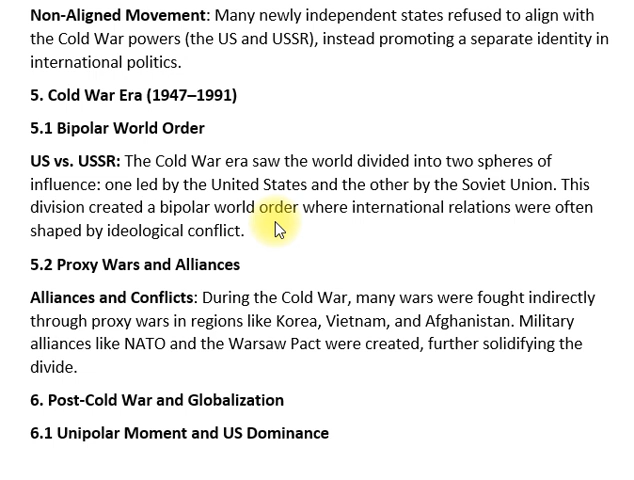 Non-Aligned Movement: Many newly independent states refused to align with
the Cold War powers (the US and USSR), instead promoting a separate identity in
international politics.
5. Cold War Era (1947–1991)
5.1 Bipolar World Order
US vs. USSR: The Cold War era saw the world divided into two spheres of
influence: one led by the United States and the other by the Soviet Union. This
division created a bipolar world order where international relations were often
shaped by ideological conflict.
5.2 Proxy Wars and Alliances
Alliances and Conflicts: During the Cold War, many wars were fought indirectly
through proxy wars in regions like Korea, Vietnam, and Afghanistan. Military
alliances like NATO and the Warsaw Pact were created, further solidifying the
divide.
6. Post-Cold War and Globalization
6.1 Unipolar Moment and US Dominance